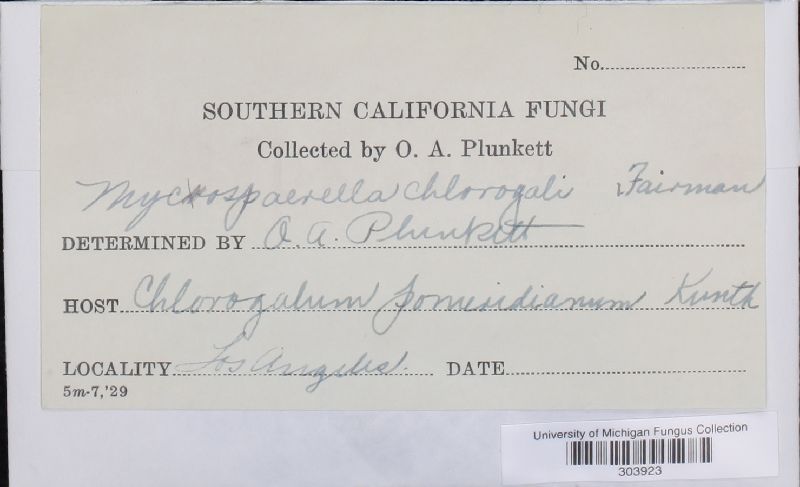 No.
SOUTHERN CALIFORNIA FUNGI
Collected by O. A. Plunkett
Mycrospaerella chlorogali Fairman
DETERMINED BY O. A. Plunkett
HOST Chlorogalum pomeridianum Kunth
LOCALITY Los Angeles. DATE
5m-7,'29
University of Michigan Fungus Collection
303923